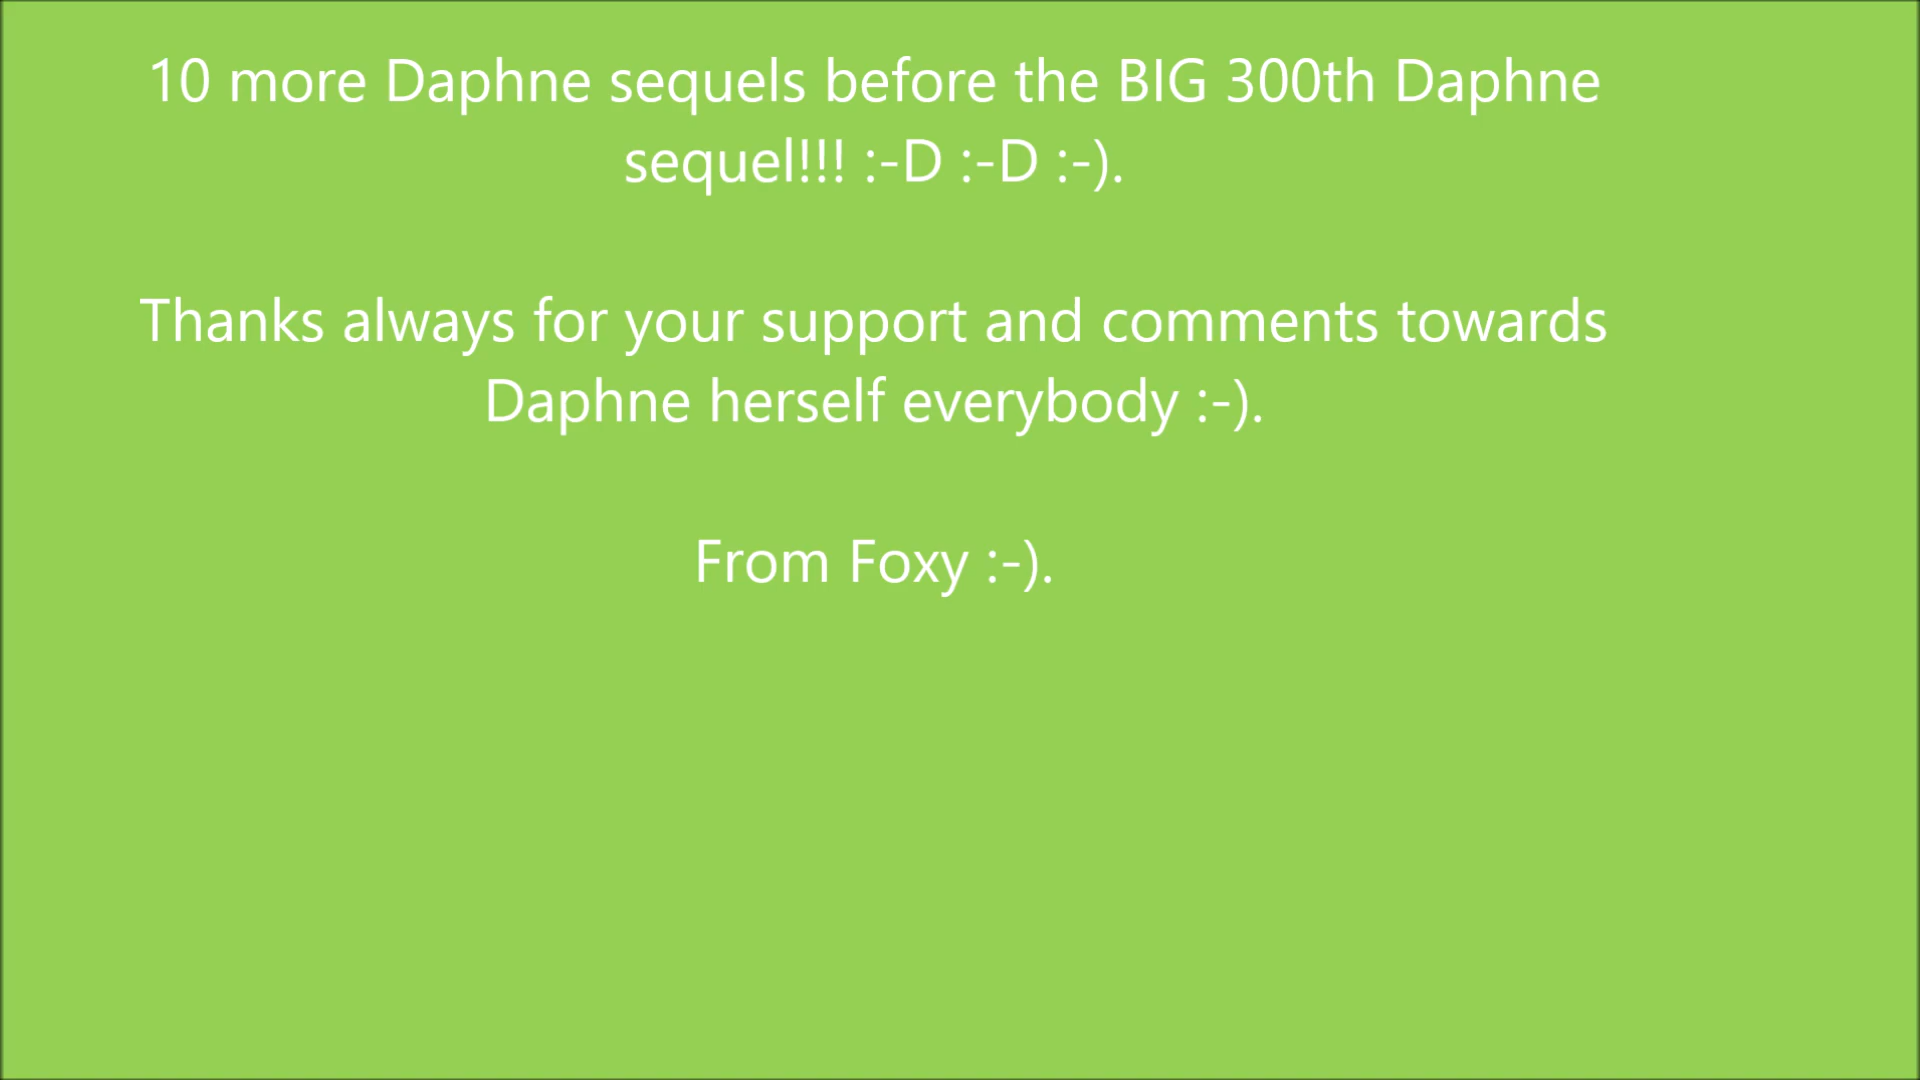 10 more Daphne sequels before the BIG 300th Daphne
sequel!!! :-D :-D :-).
Thanks always for your support and comments towards
Daphne herself everybody :-).
From Foxy :-).